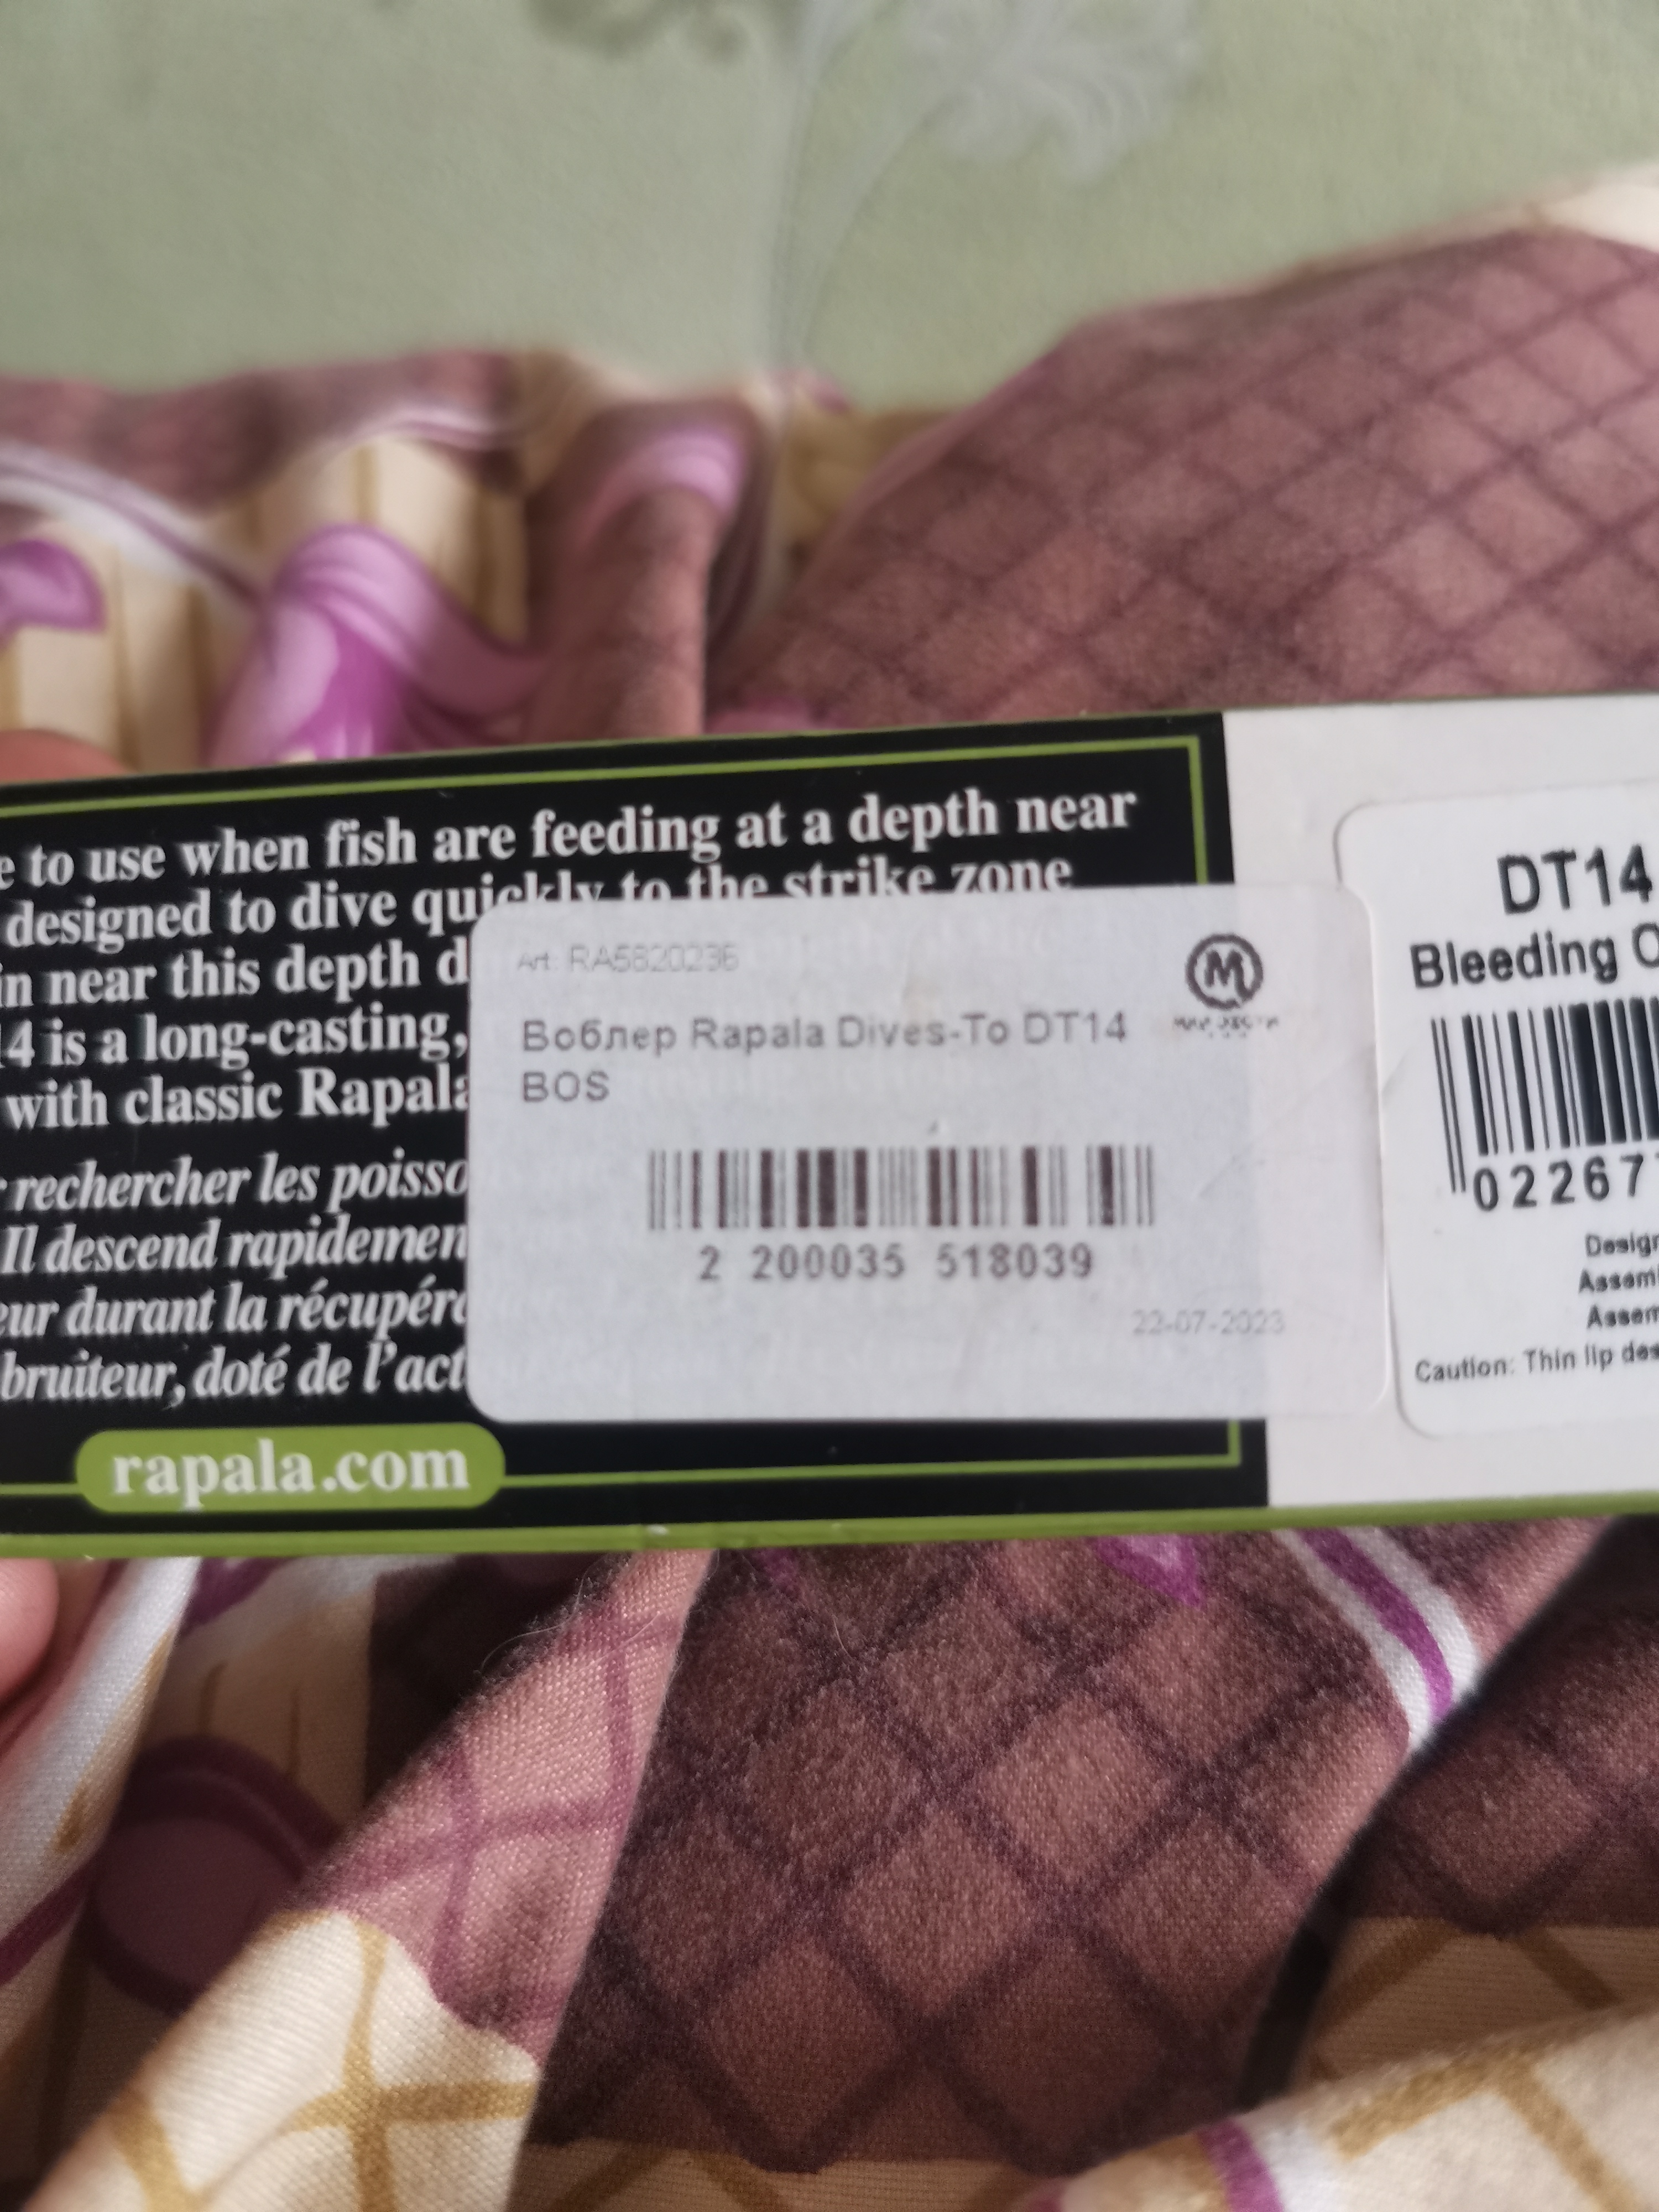 e to use when fish are feeding at a depth near
designed to dive quickly to the strike zone
in near this depth d
14 is a long-casting,
with classic Rapala
r rechercher les poisso
Il descend rapidemen
eur durant la récupéra
bruiteur, doté de l'act
rapala.com
Art: RA5820236
Воблер Rapala Dives-To DT14
BOS
2 200035 518039
22-07-2023
DT14
Bleeding O
02267
Design
Assem
Assem
Caution: Thin lip des